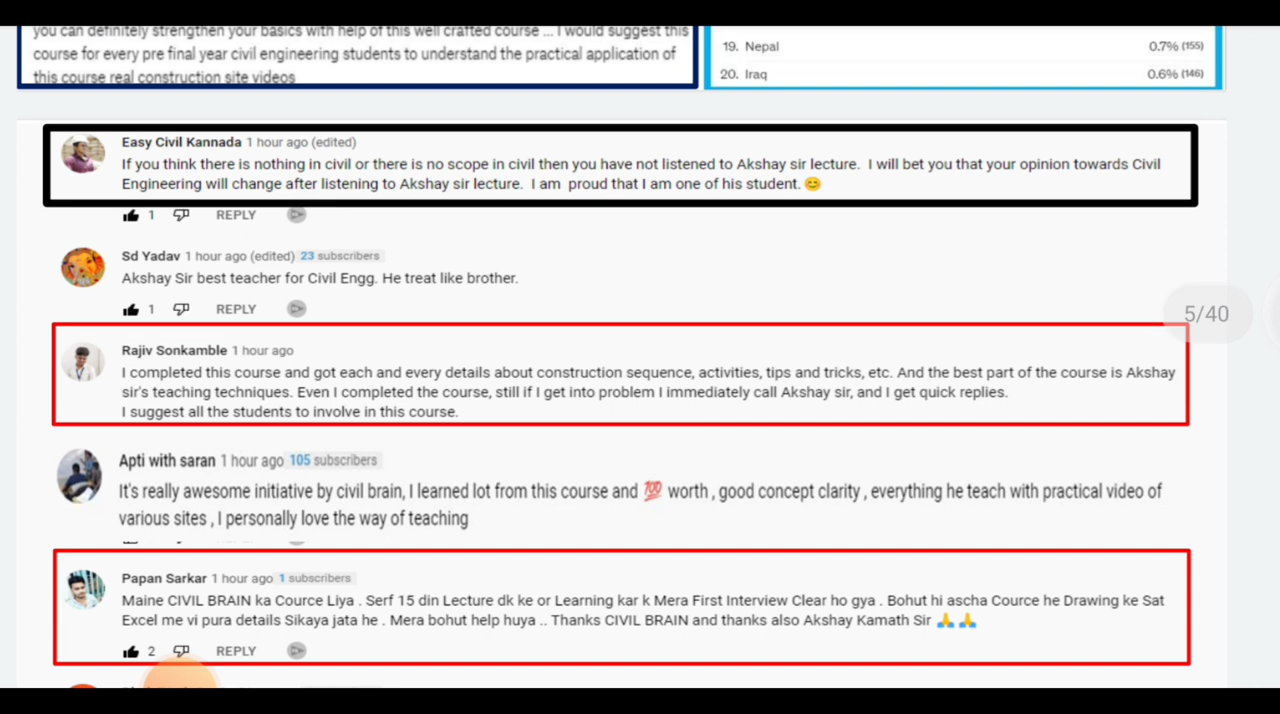 you can definitely strengthen your basics with help of this well crafted course ... I would suggest this
course for every pre final year civil engineering students to understand the practical application of
this course real construction site videos
19. Nepal 0.7% (155)
20. Iraq 0.6% (146)
Easy Civil Kannada 1 hour ago (edited)
If you think there is nothing in civil or there is no scope in civil then you have not listened to Akshay sir lecture. I will bet you that your opinion towards Civil
Engineering will change after listening to Akshay sir lecture. I am proud that I am one of his student. 😊
1 REPLY
Sd Yadav 1 hour ago (edited) 23 subscribers
Akshay Sir best teacher for Civil Engg. He treat like brother.
1 REPLY
5/40
Rajiv Sonkamble 1 hour ago
I completed this course and got each and every details about construction sequence, activities, tips and tricks, etc. And the best part of the course is Akshay
sir's teaching techniques. Even I completed the course, still if I get into problem I immediately call Akshay sir, and I get quick replies.
I suggest all the students to involve in this course.
Apti with saran 1 hour ago 105 subscribers
It's really awesome initiative by civil brain, I learned lot from this course and 💯 worth , good concept clarity , everything he teach with practical video of
various sites , I personally love the way of teaching
Papan Sarkar 1 hour ago 1 subscribers
Maine CIVIL BRAIN ka Cource Liya . Serf 15 din Lecture dk ke or Learning kar k Mera First Interview Clear ho gya . Bohut hi ascha Cource he Drawing ke Sat
Excel me vi pura details Sikaya jata he . Mera bohut help huya .. Thanks CIVIL BRAIN and thanks also Akshay Kamath Sir 🙏 🙏
2 REPLY